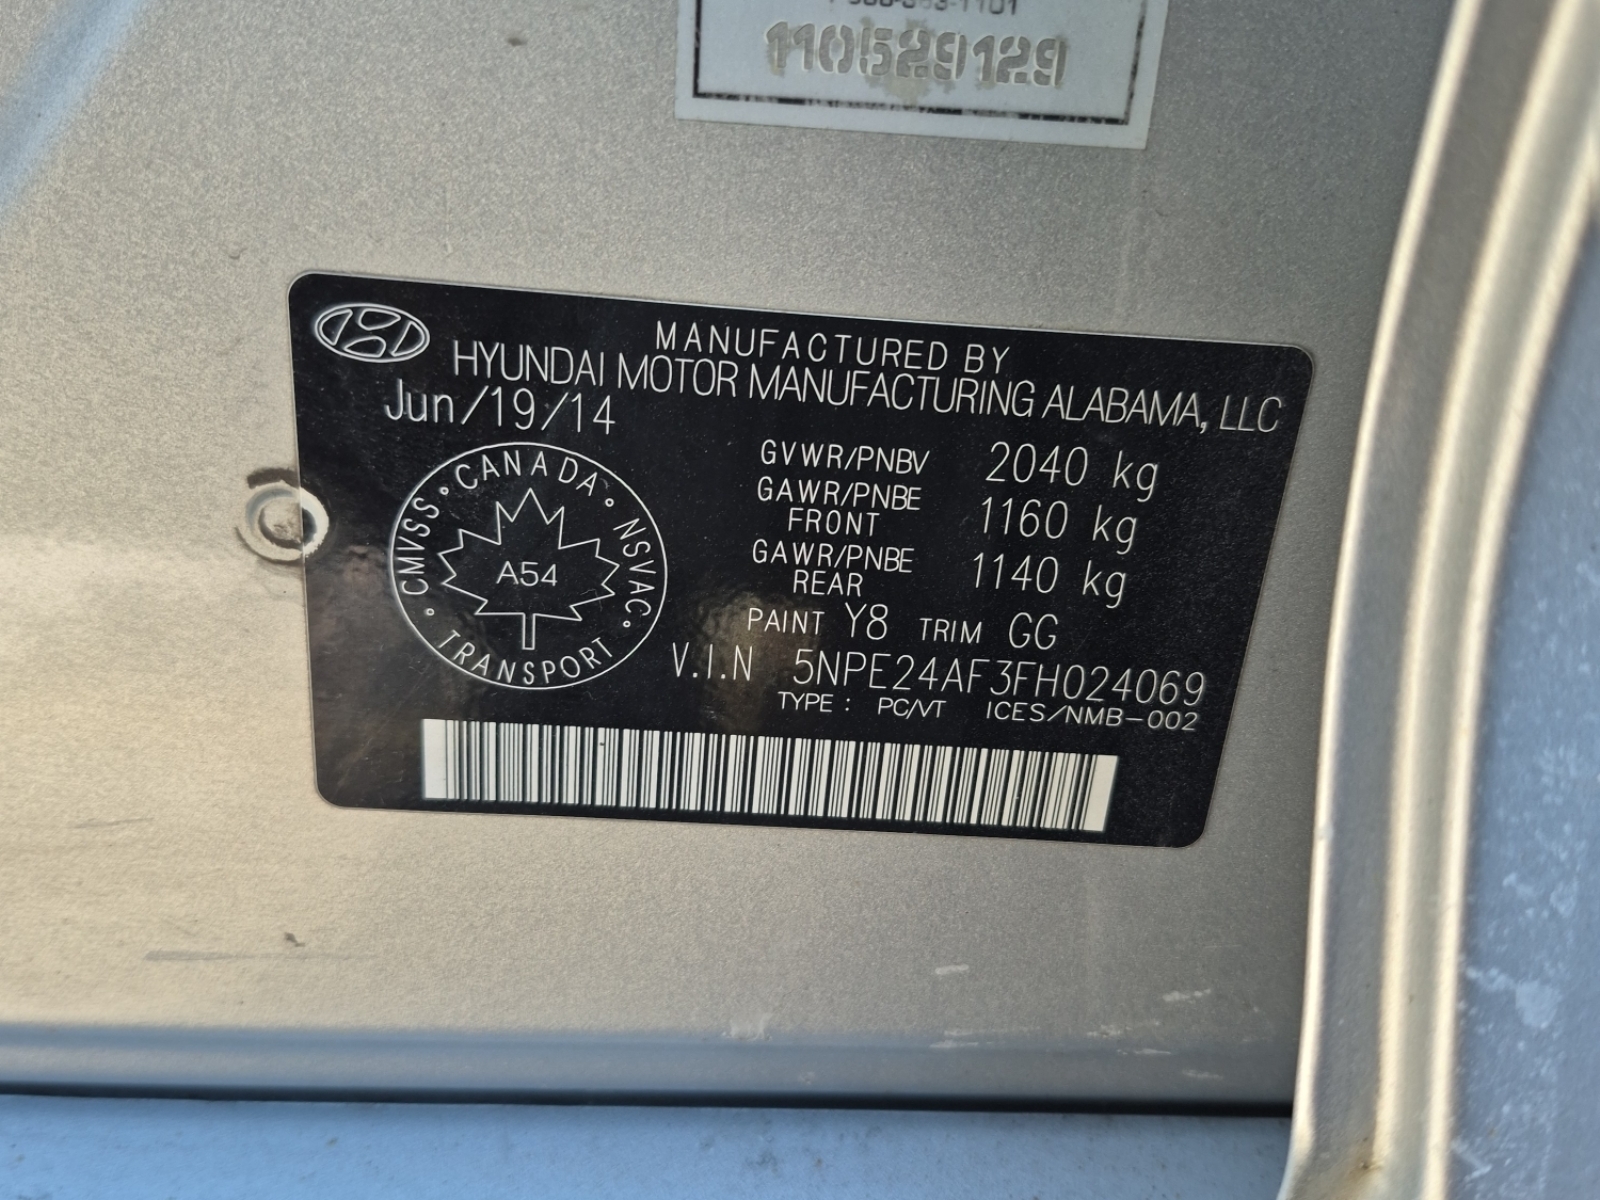 110529129
MANUFACTURED BY
HYUNDAI MOTOR MANUFACTURING ALABAMA, LLC
Jun/19/14
GVWR/PNBV 2040 kg
GAWR/PNBE FRONT 1160 kg
GAWR/PNBE REAR 1140 kg
PAINT Y8 TRIM GG
V.I.N 5NPE24AF3FH024069
TYPE : PC/VT ICES/NMB-002
CANADA · NSVAC · TRANSPORT · CMVSS ·
A54